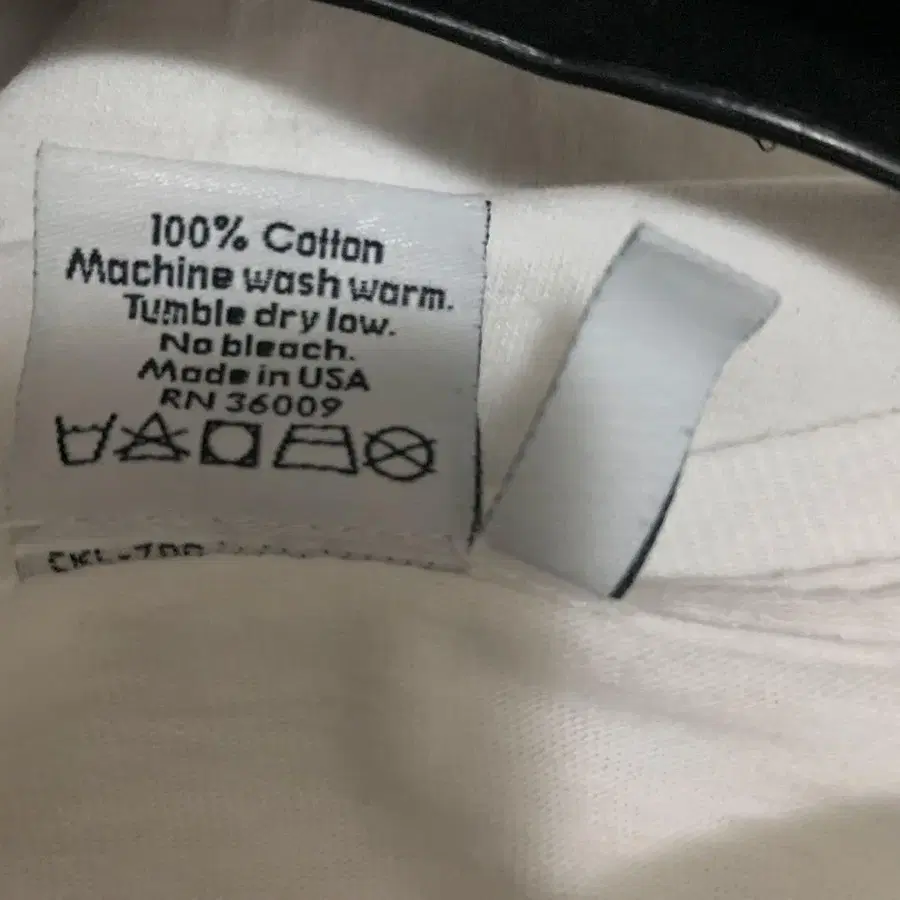 100% Cotton
Machine wash warm.
Tumble dry low.
No bleach.
Made in USA
RN 36009